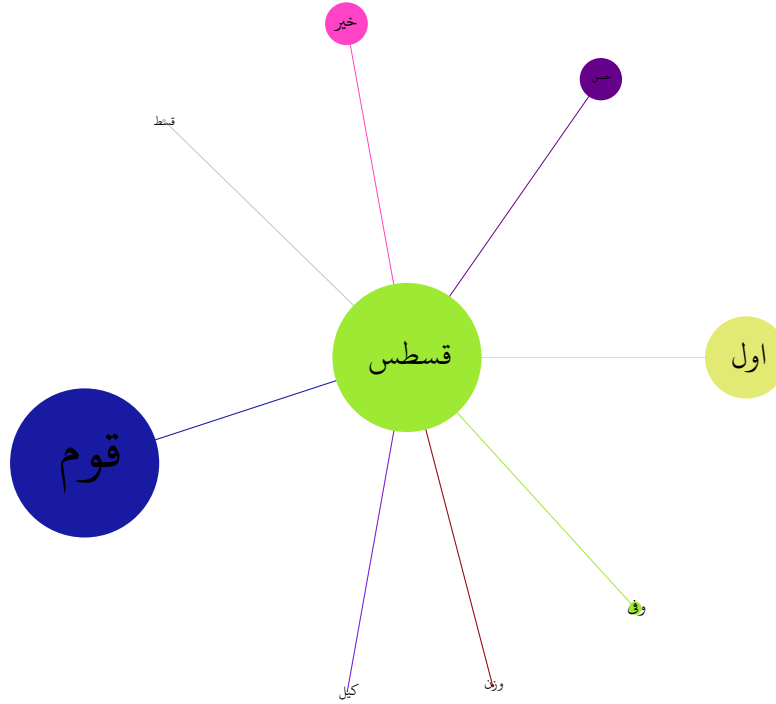 خير
حسن
قسط
قسطس
اول
قوم
وفى
وزن
كيل